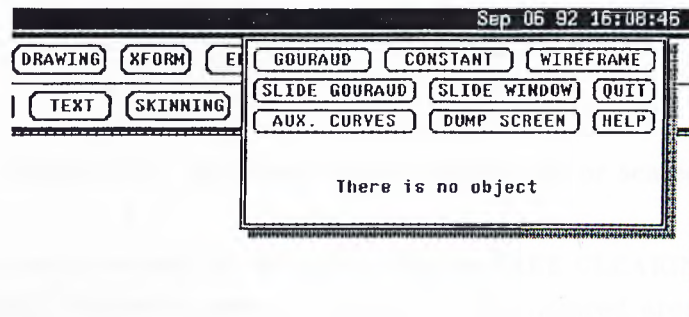 Sep 06 92 16:08:46
DRAWING XFORM
TEXT SKINNING
GOURAUD CONSTANT WIREFRAME
SLIDE GOURAUD SLIDE WINDOW QUIT
AUX. CURVES DUMP SCREEN HELP
There is no object